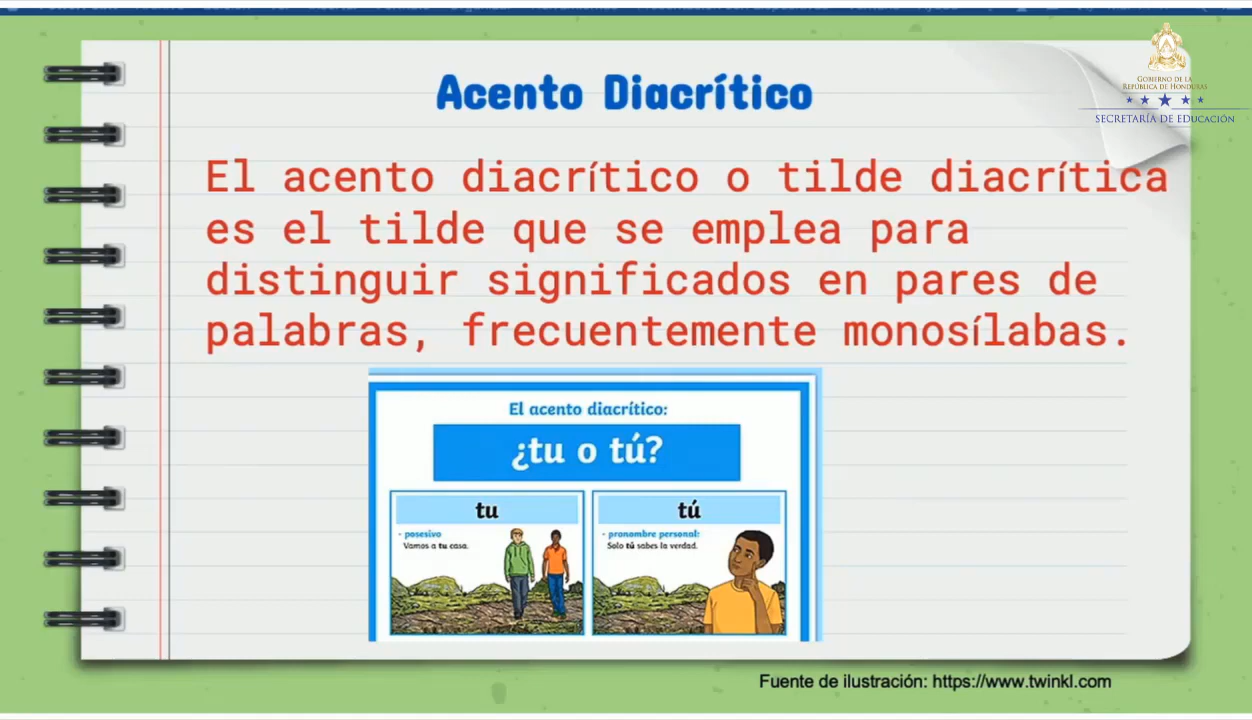 Acento Diacrítico
GOBIERNO DE LA
REPÚBLICA DE HONDURAS
SECRETARÍA DE EDUCACIÓN
El acento diacrítico o tilde diacrítica
es el tilde que se emplea para
distinguir significados en pares de
palabras, frecuentemente monosílabas.
El acento diacrítico:
¿tu o tú?
tu
- posesivo
Vamos a tu casa.
tú
- pronombre personal:
Solo tú sabes la verdad.
Fuente de ilustración: https://www.twinkl.com